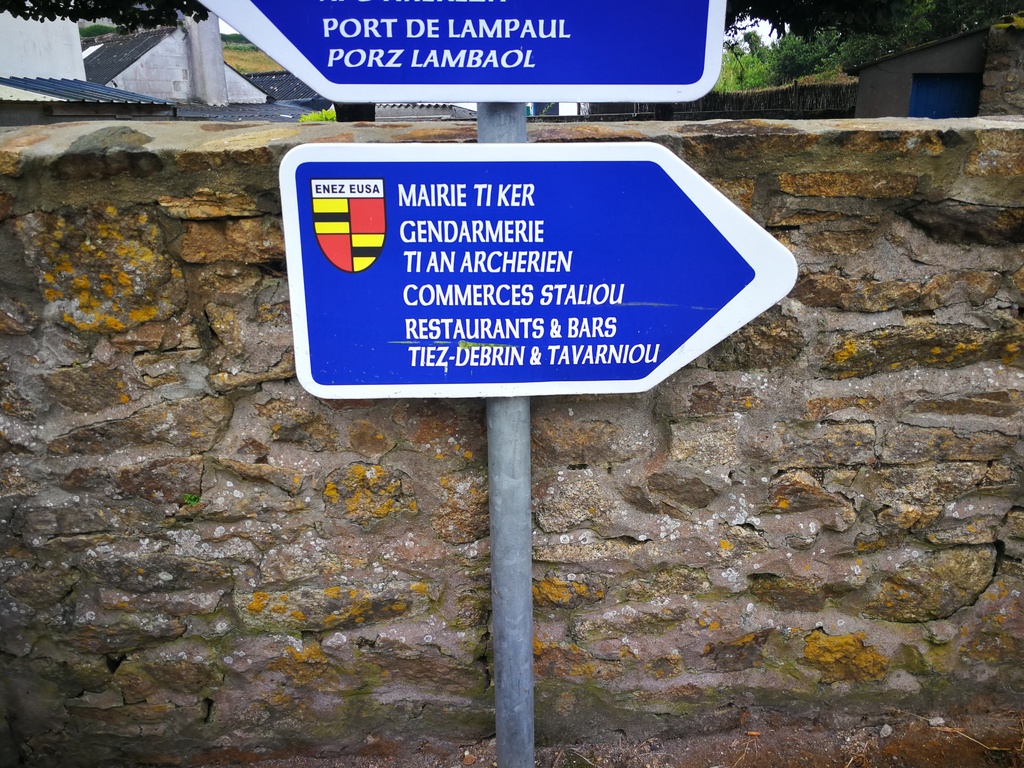 PORT DE LAMPAUL
PORZ LAMBAOL
ENEZ EUSA
MAIRIE TI KER
GENDARMERIE
TI AN ARCHERIEN
COMMERCES STALIOU
RESTAURANTS & BARS
TIEZ-DEBRIN & TAVARNIOU